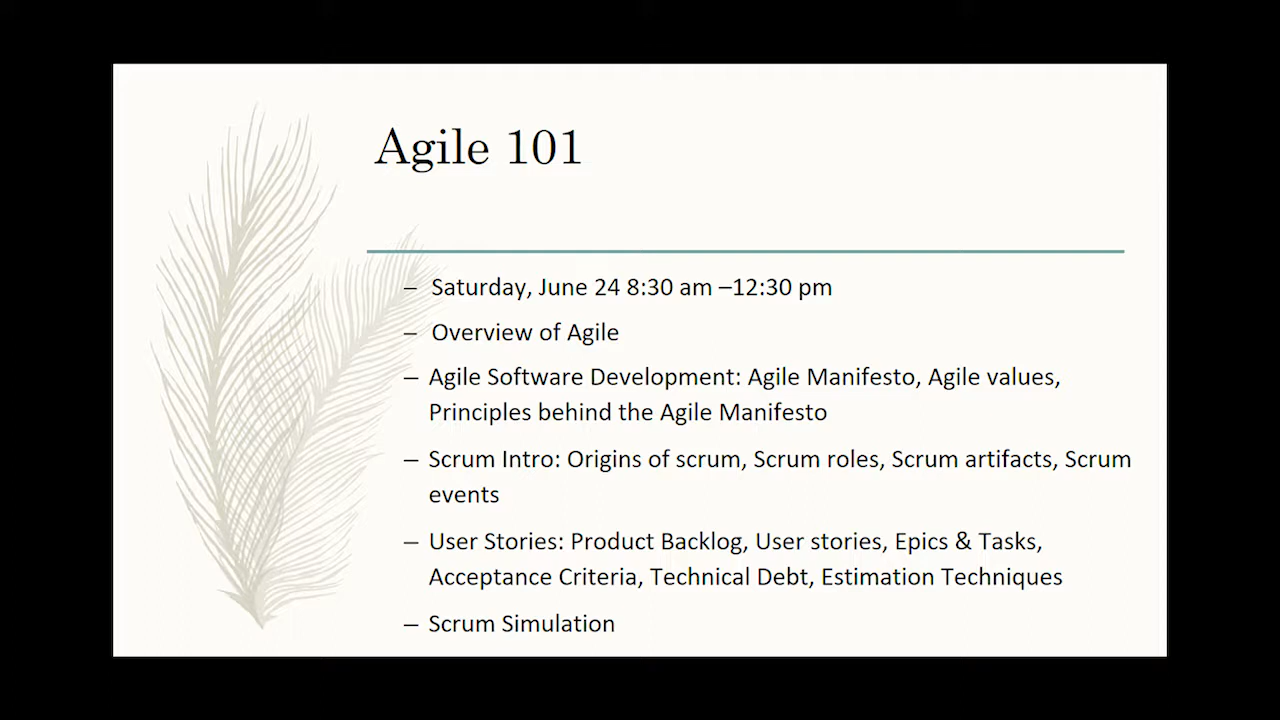 Agile 101
– Saturday, June 24 8:30 am –12:30 pm
– Overview of Agile
– Agile Software Development: Agile Manifesto, Agile values,
Principles behind the Agile Manifesto
– Scrum Intro: Origins of scrum, Scrum roles, Scrum artifacts, Scrum
events
– User Stories: Product Backlog, User stories, Epics & Tasks,
Acceptance Criteria, Technical Debt, Estimation Techniques
– Scrum Simulation